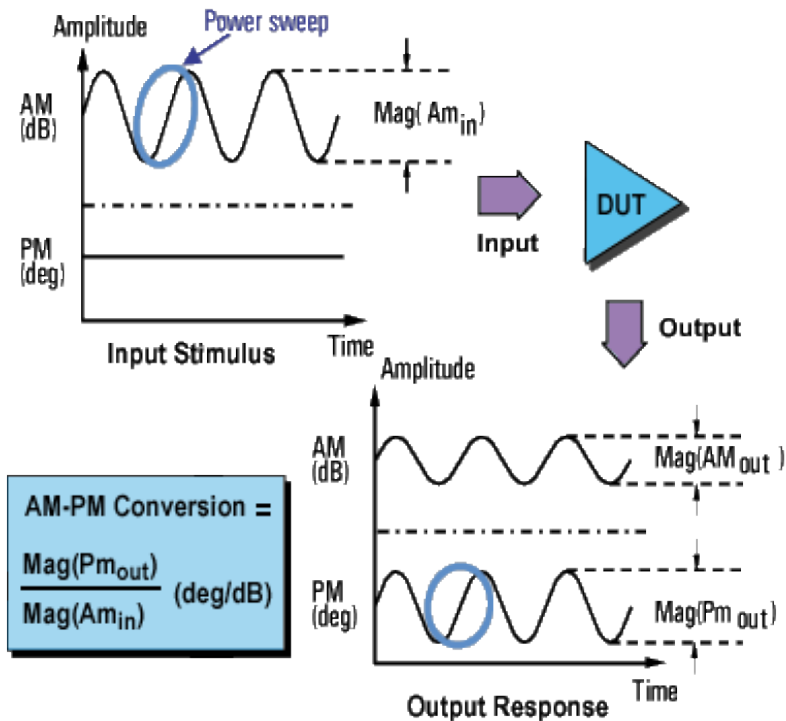 Power sweep
Amplitude
AM
(dB)
Mag( Am in)
DUT
Input
PM
(deg)
Output
Time
Input Stimulus
Amplitude
AM
(dB)
Mag(AM out )
AM-PM Conversion =
Mag(Pm out)
Mag(Am in)
(deg/dB)
PM
(deg)
Mag(Pm out)
Time
Output Response